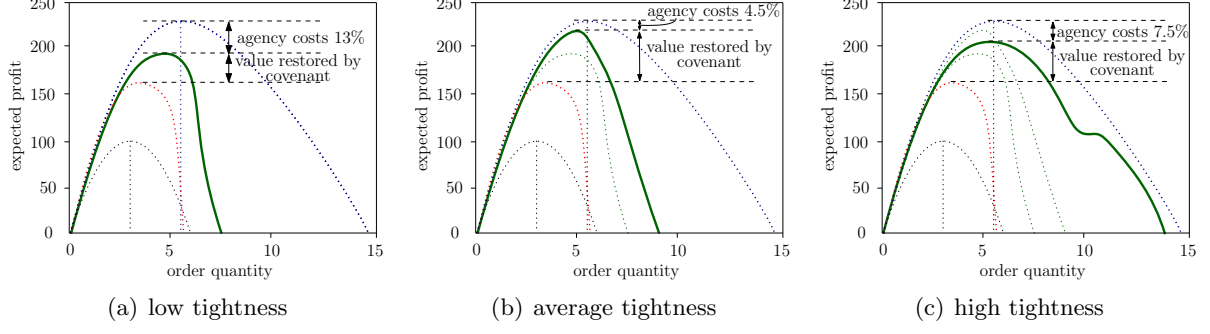 250
200
150
100
50
0
expected profit
agency costs 13%
value restored by
covenant
0
5
10
15
order quantity
(a) low tightness
250
200
150
100
50
0
expected profit
agency costs 4.5%
value restored by
covenant
0
5
10
15
order quantity
(b) average tightness
250
200
150
100
50
0
expected profit
agency costs 7.5%
value restored by
covenant
0
5
10
15
order quantity
(c) high tightness